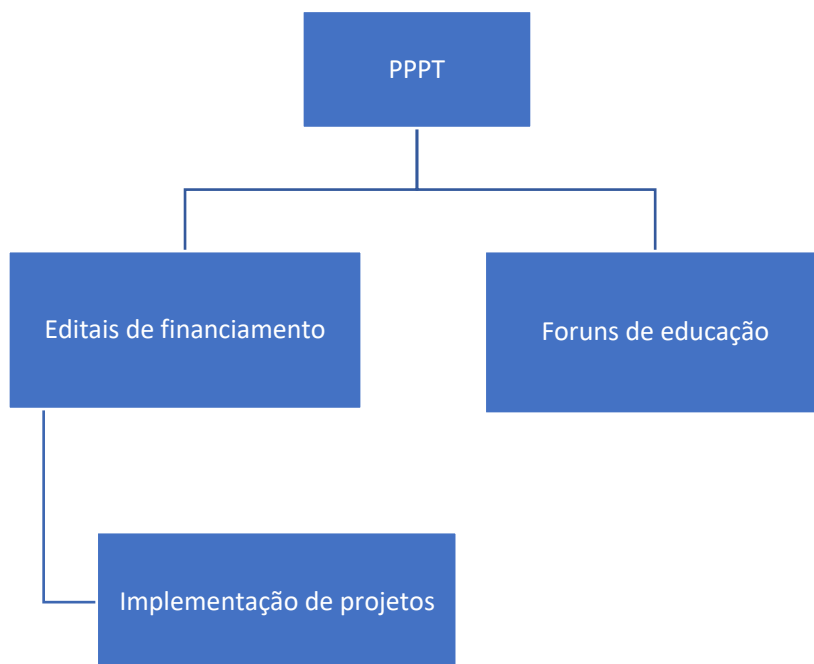 PPPT
Editais de financiamento
Foruns de educação
Implementação de projetos